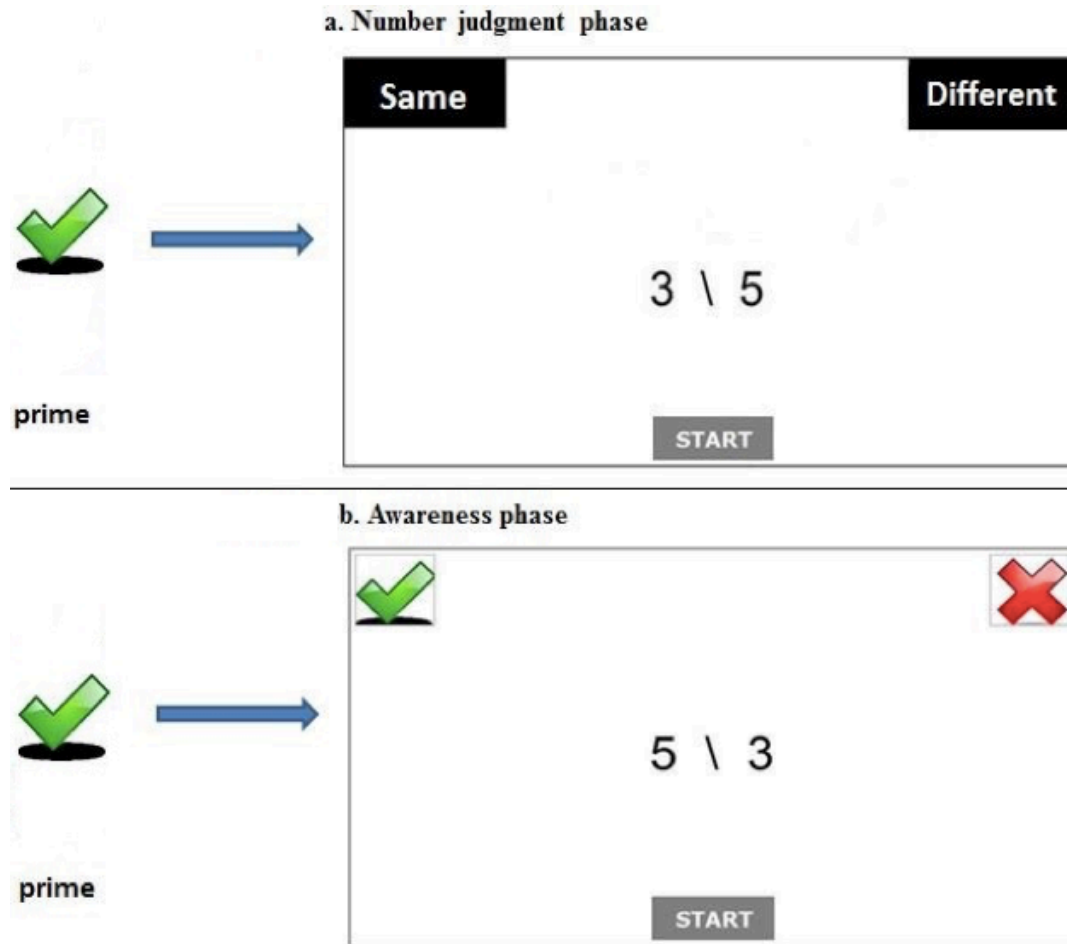 a. Number judgment phase
Same
Different
3 \ 5
prime
START
b. Awareness phase
5 \ 3
prime
START